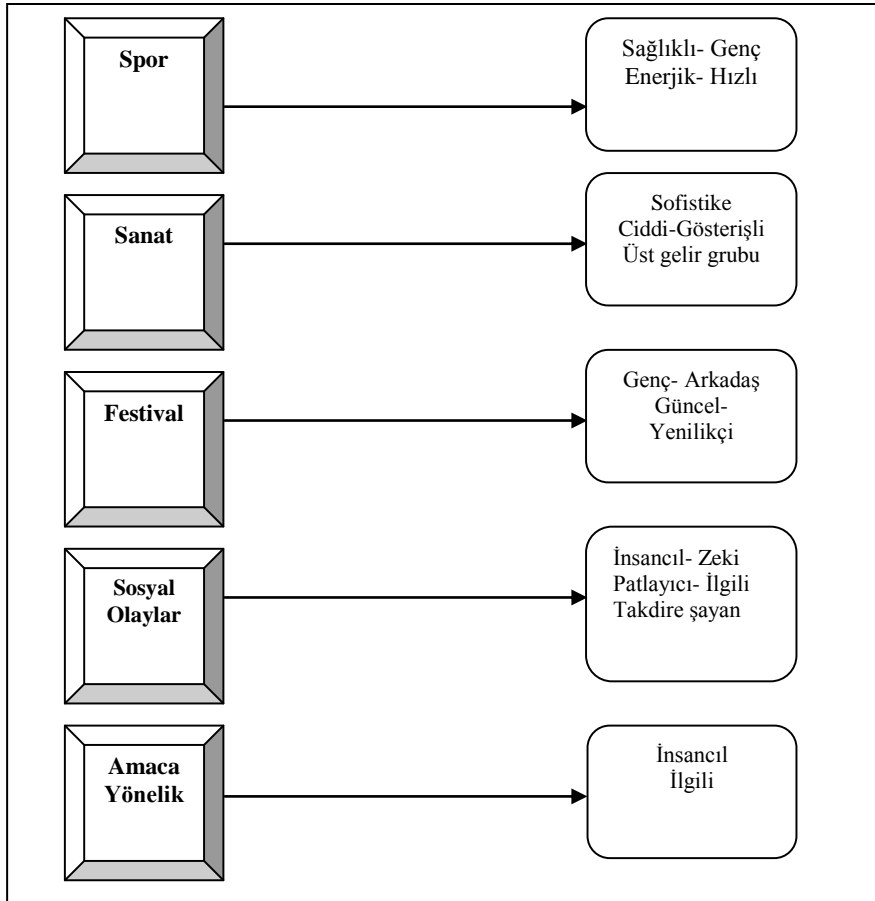 Spor
Sağlıklı- Genç
Enerjik- Hızlı
Sanat
Sofistike
Ciddi-Gösterişli
Üst gelir grubu
Festival
Genç- Arkadaş
Güncel-
Yenilikçi
Sosyal
Olaylar
İnsancıl- Zeki
Patlayıcı- İlgili
Takdire şayan
Amaca
Yönelik
İnsancıl
İlgili